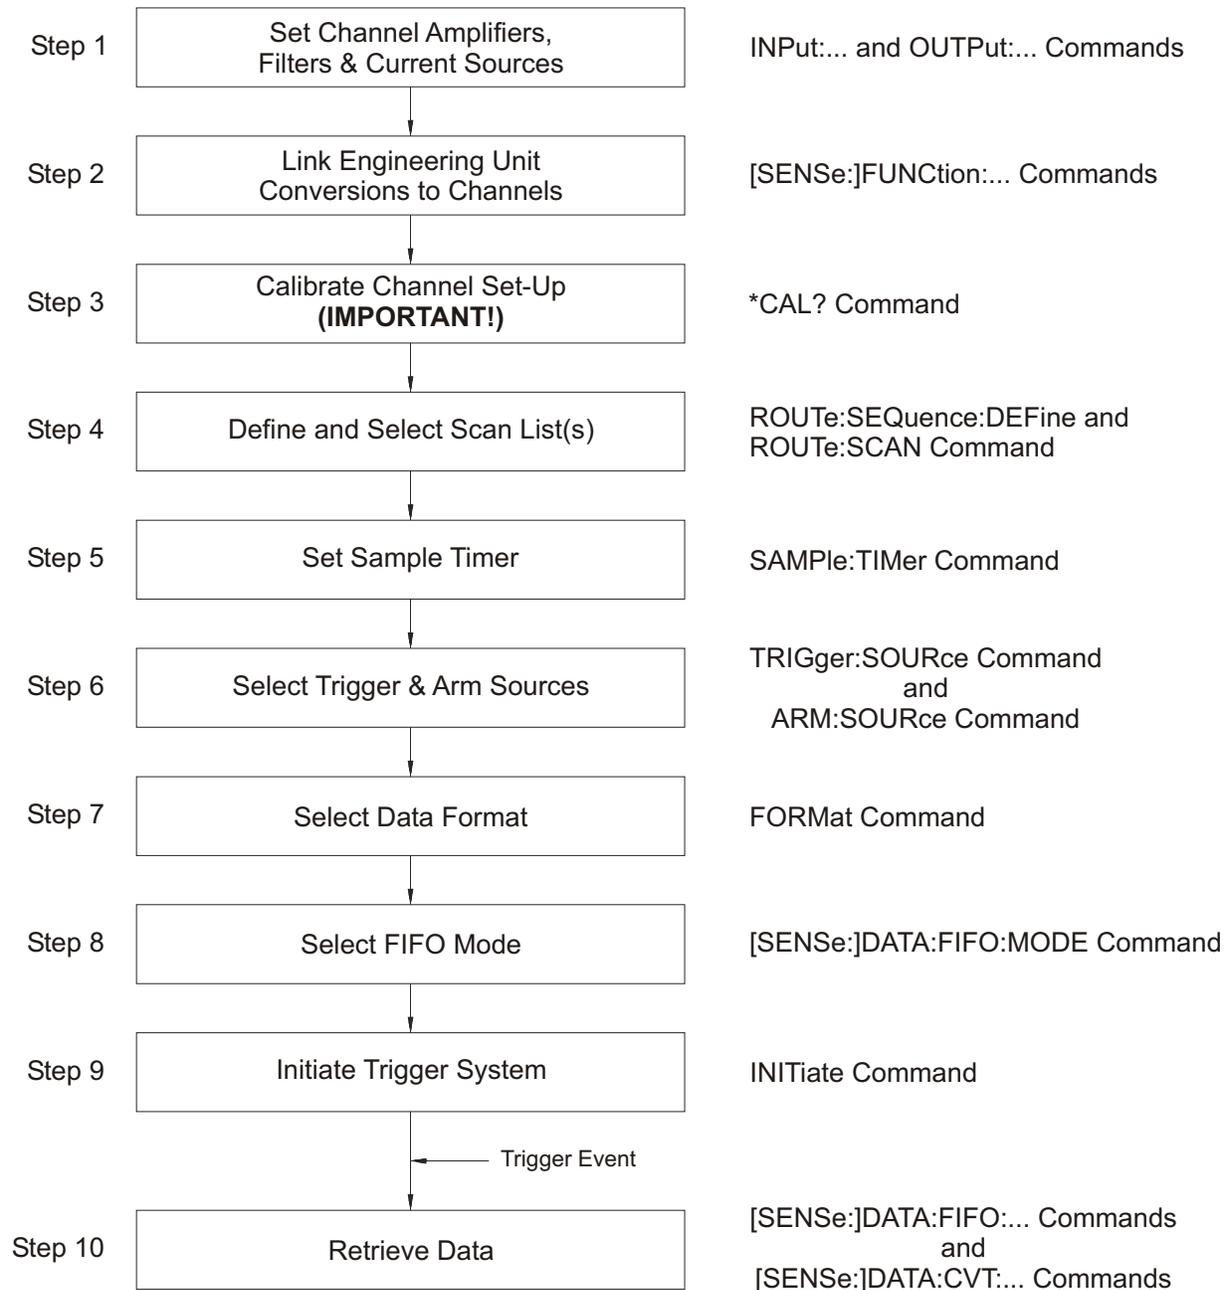 Step 1
Set Channel Amplifiers,
Filters & Current Sources
INPut:... and OUTPut:... Commands
Step 2
Link Engineering Unit
Conversions to Channels
[SENSe:]FUNCtion:... Commands
Step 3
Calibrate Channel Set-Up
(IMPORTANT!)
*CAL? Command
Step 4
Define and Select Scan List(s)
ROUTe:SEQuence:DEFine and
ROUTe:SCAN Command
Step 5
Set Sample Timer
SAMPle:TIMer Command
Step 6
Select Trigger & Arm Sources
TRIGger:SOURce Command
and
ARM:SOURce Command
Step 7
Select Data Format
FORMat Command
Step 8
Select FIFO Mode
[SENSe:]DATA:FIFO:MODE Command
Step 9
Initiate Trigger System
INITiate Command
Trigger Event
Step 10
Retrieve Data
[SENSe:]DATA:FIFO:... Commands
and
[SENSe:]DATA:CVT:... Commands